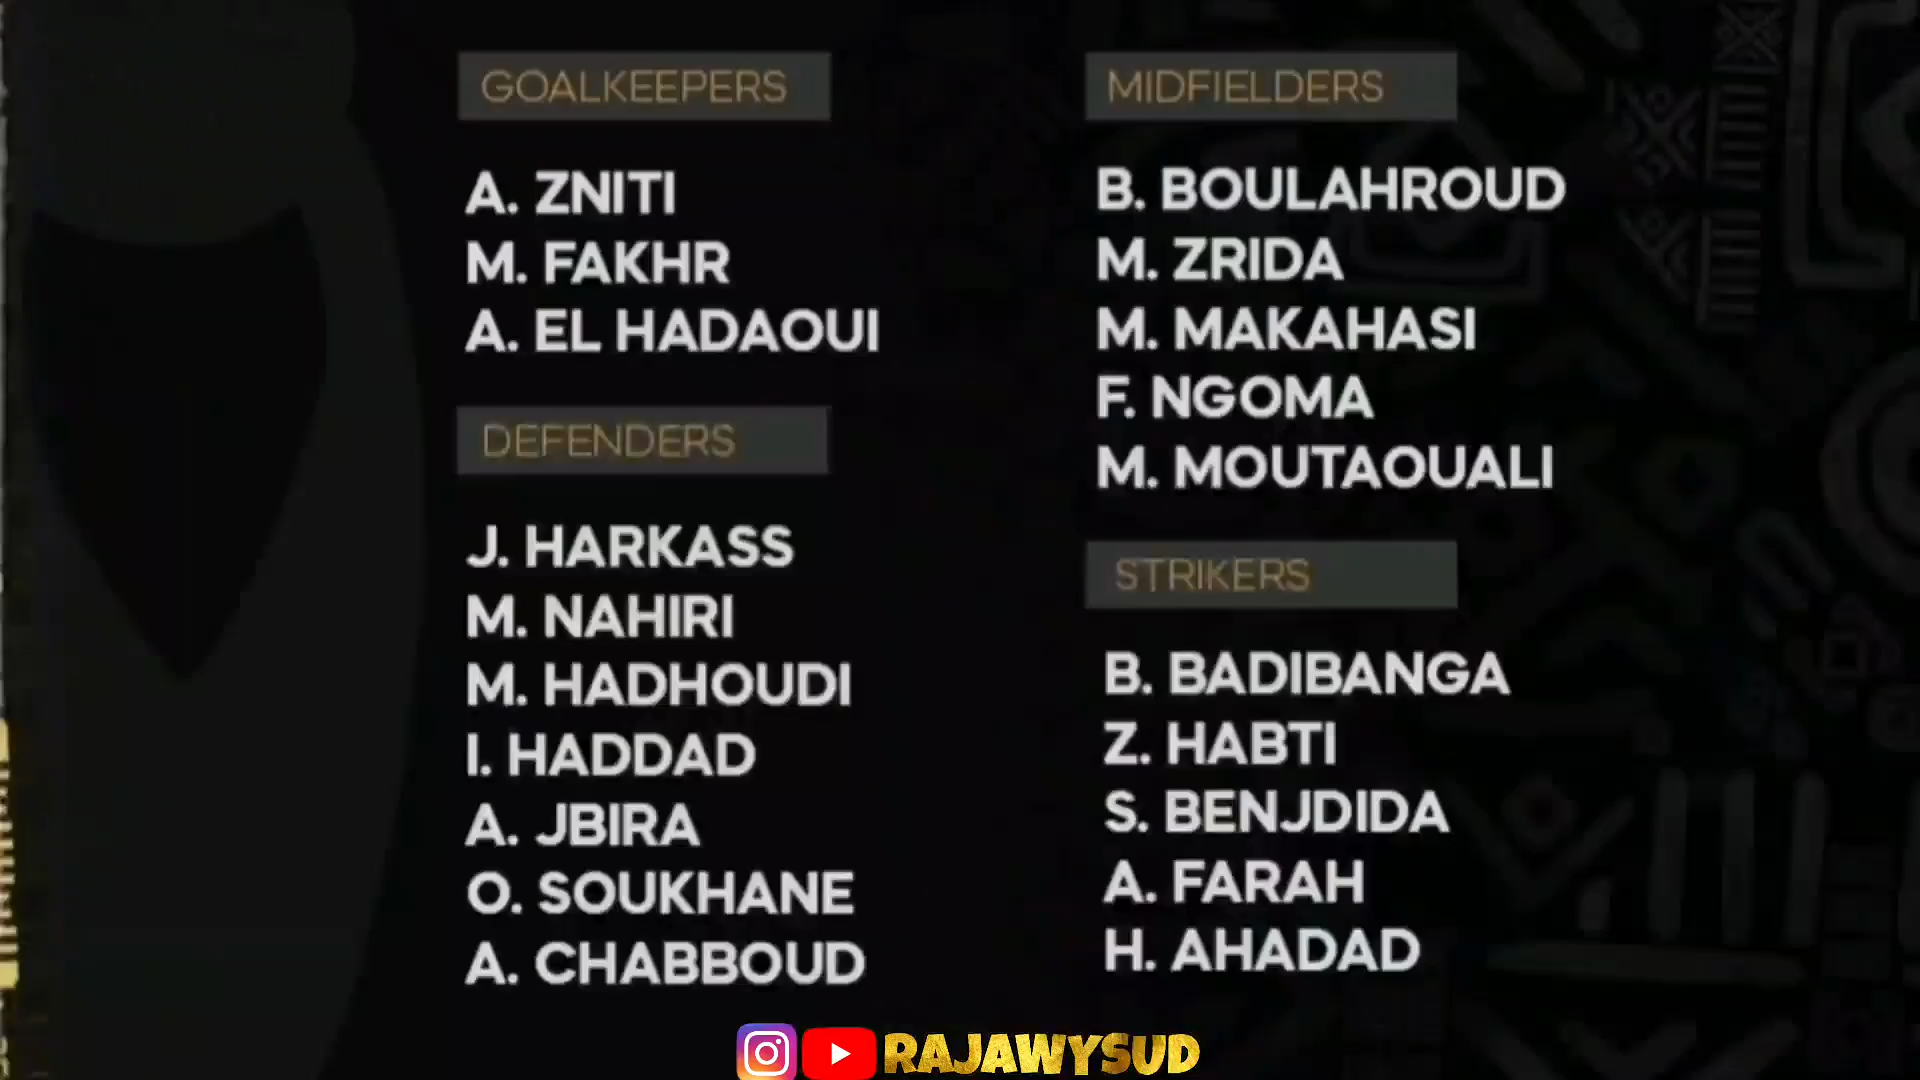 GOALKEEPERS
A. ZNITI
M. FAKHR
A. EL HADAOUI
DEFENDERS
J. HARKASS
M. NAHIRI
M. HADHOUDI
I. HADDAD
A. JBIRA
O. SOUKHANE
A. CHABBOUD
MIDFIELDERS
B. BOULAHROUD
M. ZRIDA
M. MAKAHASI
F. NGOMA
M. MOUTAOUALI
STRIKERS
B. BADIBANGA
Z. HABTI
S. BENJDIDA
A. FARAH
H. AHADAD
RAJAWYSUD